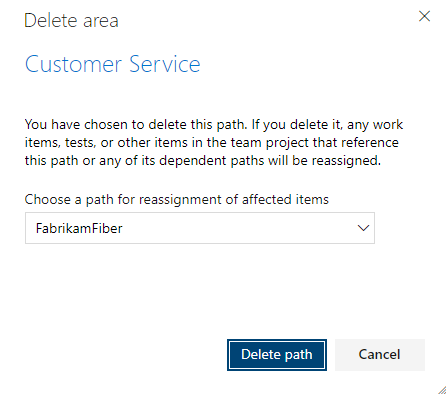 Delete area
Customer Service
You have chosen to delete this path. If you delete it, any work
items, tests, or other items in the team project that reference
this path or any of its dependent paths will be reassigned.
Choose a path for reassignment of affected items
FabrikamFiber
Delete path
Cancel